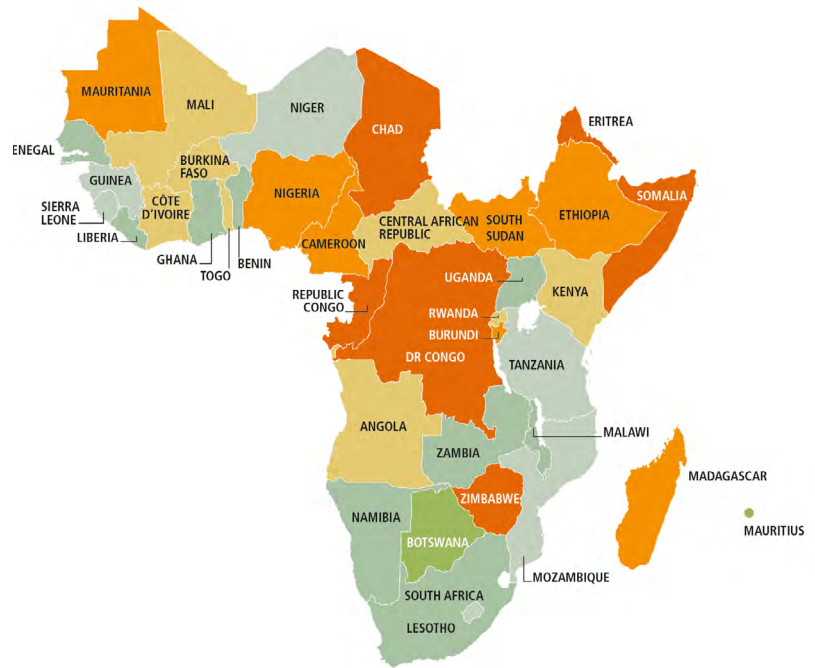 MAURITANIA
MALI
NIGER
CHAD
ERITREA
ENEGAL
GUINEA
BURKINA
FASO
SIERRA
LEONE
CÔTE
D'IVOIRE
LIBERIA
GHANA
TOGO
BENIN
NIGERIA
CAMEROON
CENTRAL AFRICAN
REPUBLIC
SOUTH
SUDAN
ETHIOPIA
SOMALIA
UGANDA
KENYA
REPUBLIC
CONGO
RWANDA
BURUNDI
DR CONGO
TANZANIA
ANGOLA
ZAMBIA
MALAWI
ZIMBABWE
MADAGASCAR
MAURITIUS
NAMIBIA
BOTSWANA
MOZAMBIQUE
SOUTH AFRICA
LESOTHO